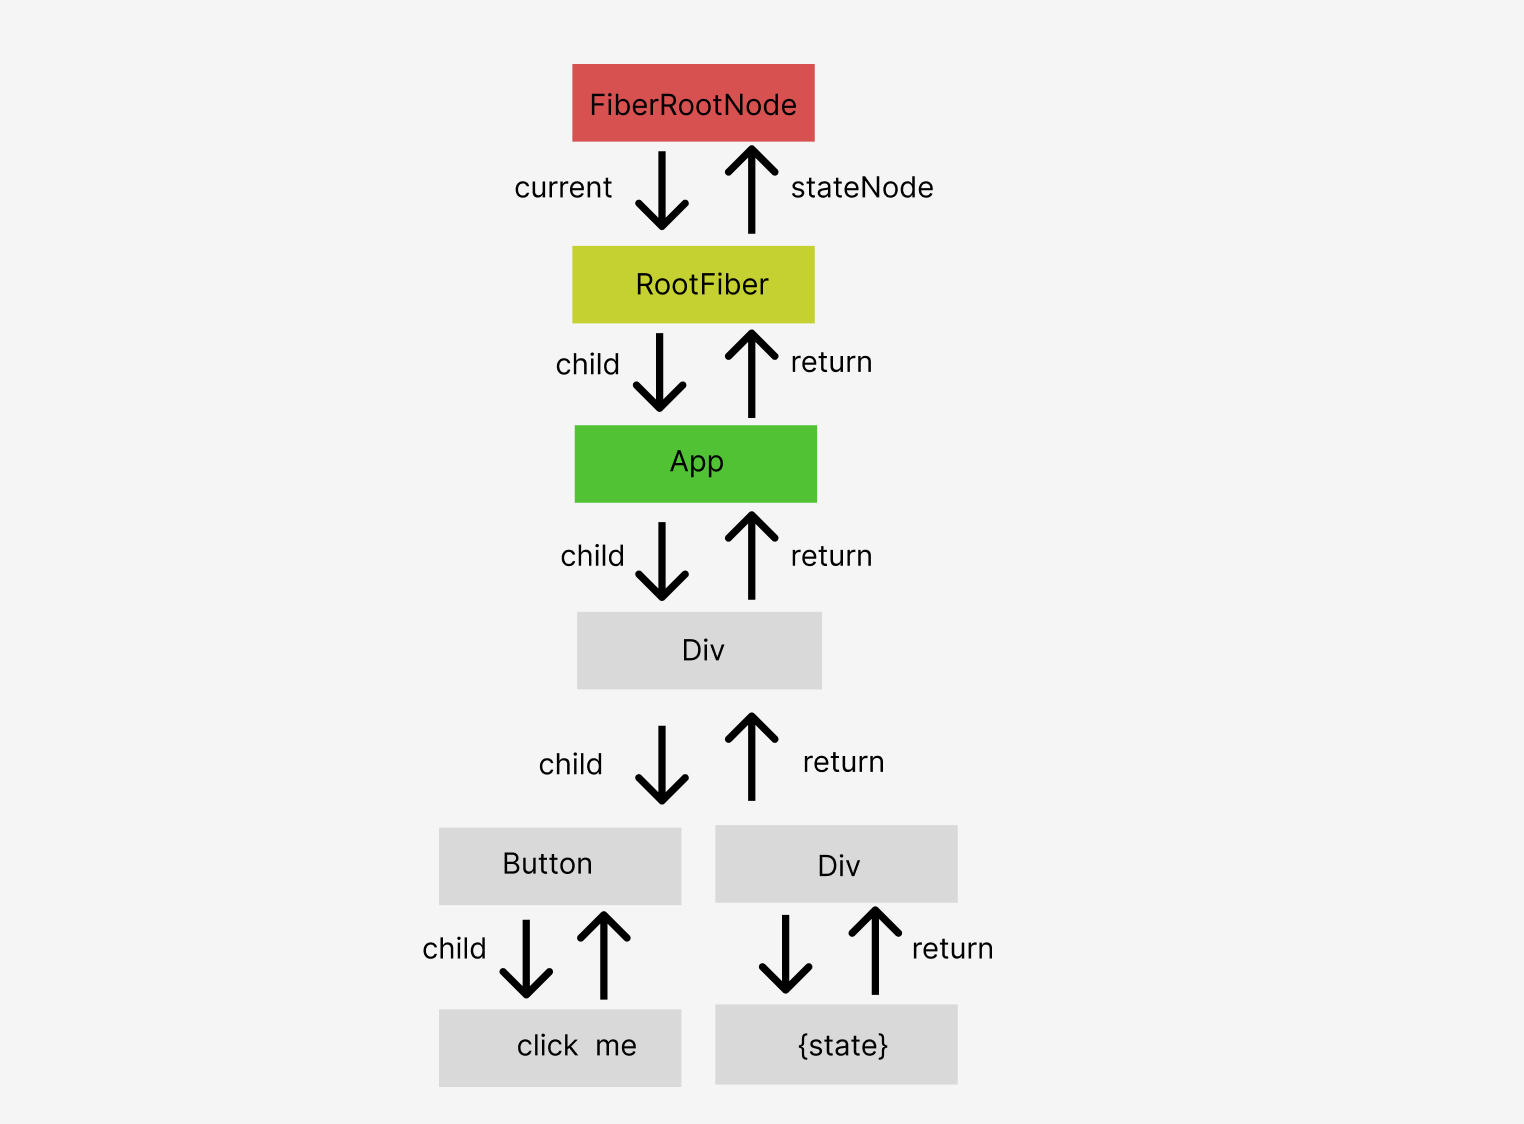 FiberRootNode
current
stateNode
RootFiber
child
return
App
child
return
Div
child
return
Button
Div
child
return
click me
{state}